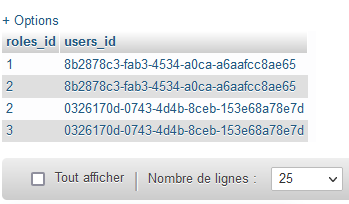 + Options
roles_id users_id
1 8b2878c3-fab3-4534-a0ca-a6aafcc8ae65
2 8b2878c3-fab3-4534-a0ca-a6aafcc8ae65
2 0326170d-0743-4d4b-8ceb-153e68a78e7d
3 0326170d-0743-4d4b-8ceb-153e68a78e7d
Tout afficher Nombre de lignes : 25